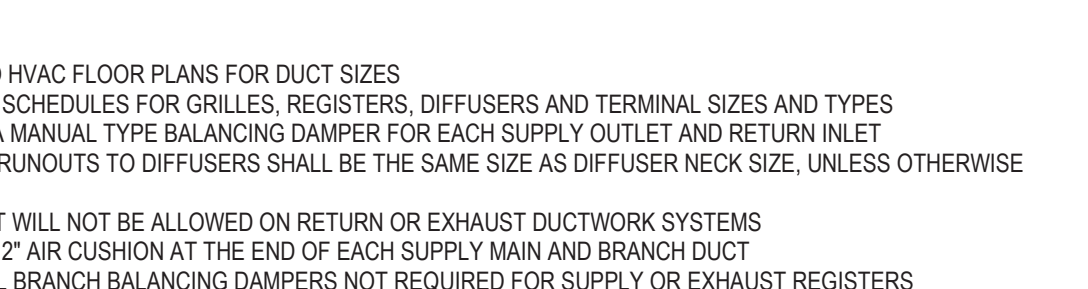 HVAC FLOOR PLANS FOR DUCT SIZES
SCHEDULES FOR GRILLES, REGISTERS, DIFFUSERS AND TERMINAL SIZES AND TYPES
A MANUAL TYPE BALANCING DAMPER FOR EACH SUPPLY OUTLET AND RETURN INLET
RUNOUTS TO DIFFUSERS SHALL BE THE SAME SIZE AS DIFFUSER NECK SIZE, UNLESS OTHERWISE
WILL NOT BE ALLOWED ON RETURN OR EXHAUST DUCTWORK SYSTEMS
2" AIR CUSHION AT THE END OF EACH SUPPLY MAIN AND BRANCH DUCT
BRANCH BALANCING DAMPERS NOT REQUIRED FOR SUPPLY OR EXHAUST REGISTERS